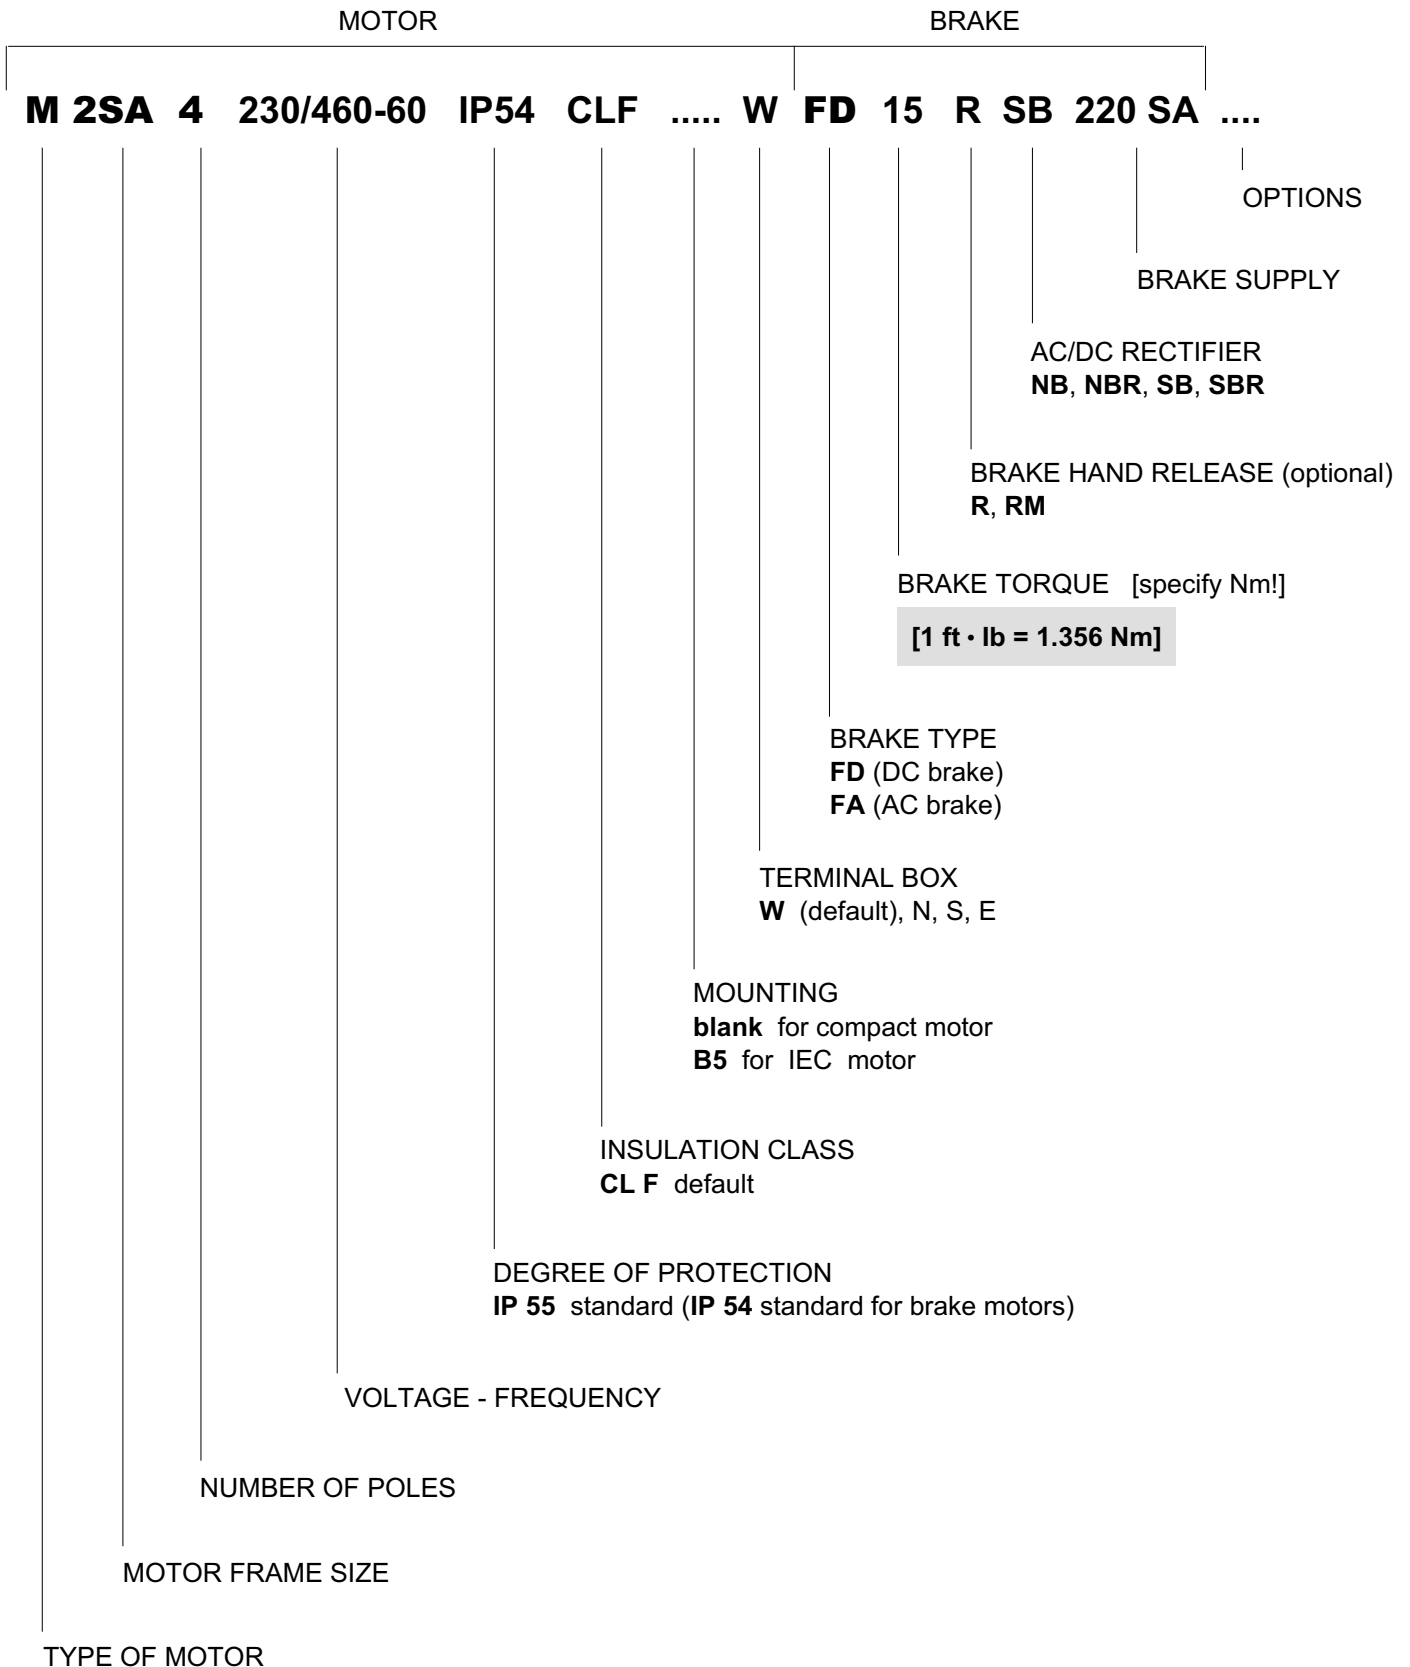 MOTOR BRAKE
M 2SA 4 230/460-60 IP54 CLF ..... W FD 15 R SB 220 SA ....
OPTIONS
BRAKE SUPPLY
AC/DC RECTIFIER
NB, NBR, SB, SBR
BRAKE HAND RELEASE (optional)
R, RM
BRAKE TORQUE [specify Nm!]
[1 ft · lb = 1.356 Nm]
BRAKE TYPE
FD (DC brake)
FA (AC brake)
TERMINAL BOX
W (default), N, S, E
MOUNTING
blank for compact motor
B5 for IEC motor
INSULATION CLASS
CL F default
DEGREE OF PROTECTION
IP 55 standard (IP 54 standard for brake motors)
VOLTAGE - FREQUENCY
NUMBER OF POLES
MOTOR FRAME SIZE
TYPE OF MOTOR